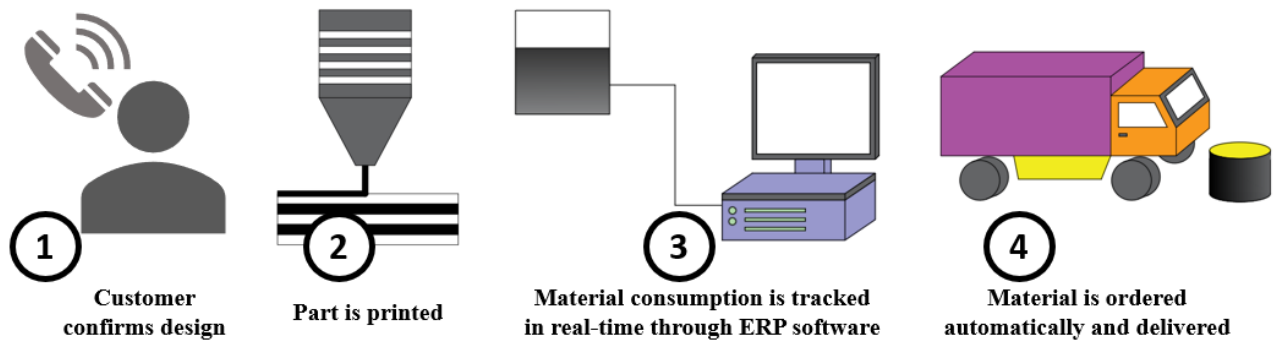 1
Customer
confirms design
2
Part is printed
3
Material consumption is tracked
in real-time through ERP software
4
Material is ordered
automatically and delivered